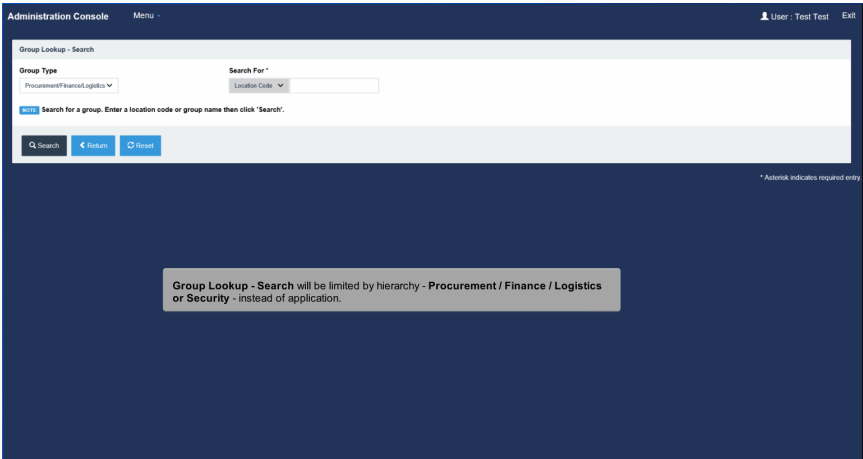 Administration Console Menu User : Test Test Exit
Group Lookup - Search
Group Type Search For *
Procurement/Finance/Logistics Location Code
NOTE Search for a group. Enter a location code or group name then click 'Search'.
Search Return Reset
* Asterisk indicates required entry.
Group Lookup - Search will be limited by hierarchy - Procurement / Finance / Logistics
or Security - instead of application.